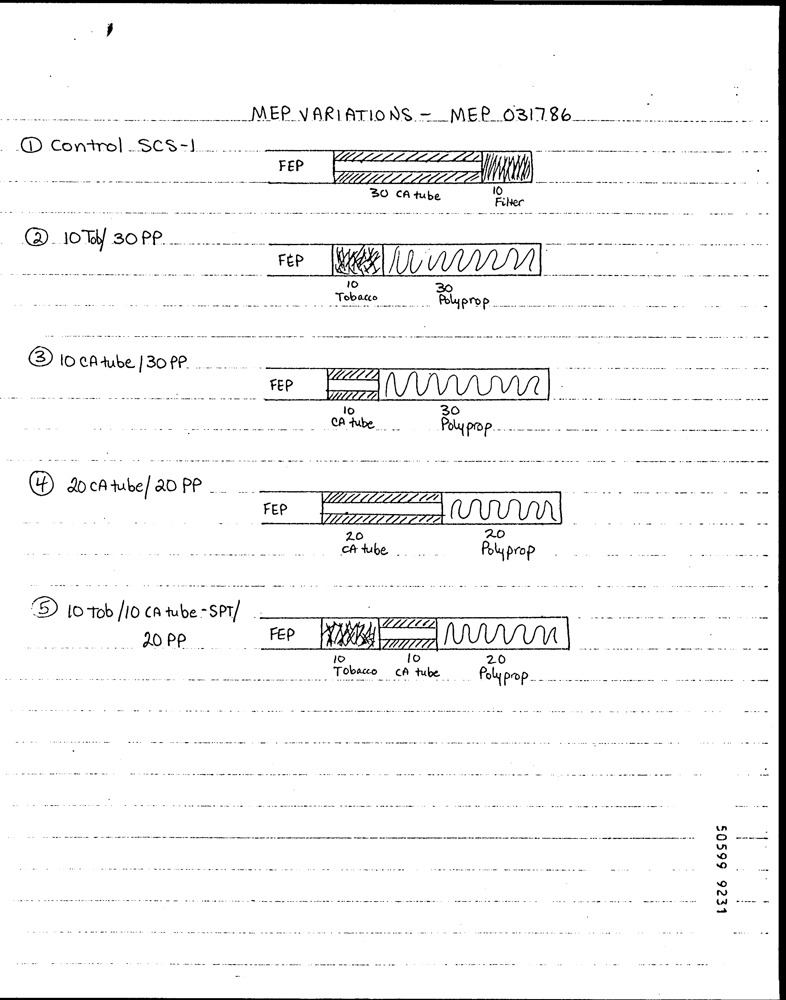 MEP VARIATIONS - MEP 031786
① Control SCS-1
FEP
30 CA tube
10
Filter
② 10 Tob/ 30 PP
FEP
10
Tobacco
30
Polyprop
③ 10 CA tube / 30 PP
FEP
10
CA tube
30
Polyprop
④ 20 CA tube / 20 PP
FEP
20
CA tube
20
Polyprop
⑤ 10 Tob / 10 CA tube - SPT/
20 PP
FEP
10
Tobacco
10
CA tube
20
Polyprop
50599 9231